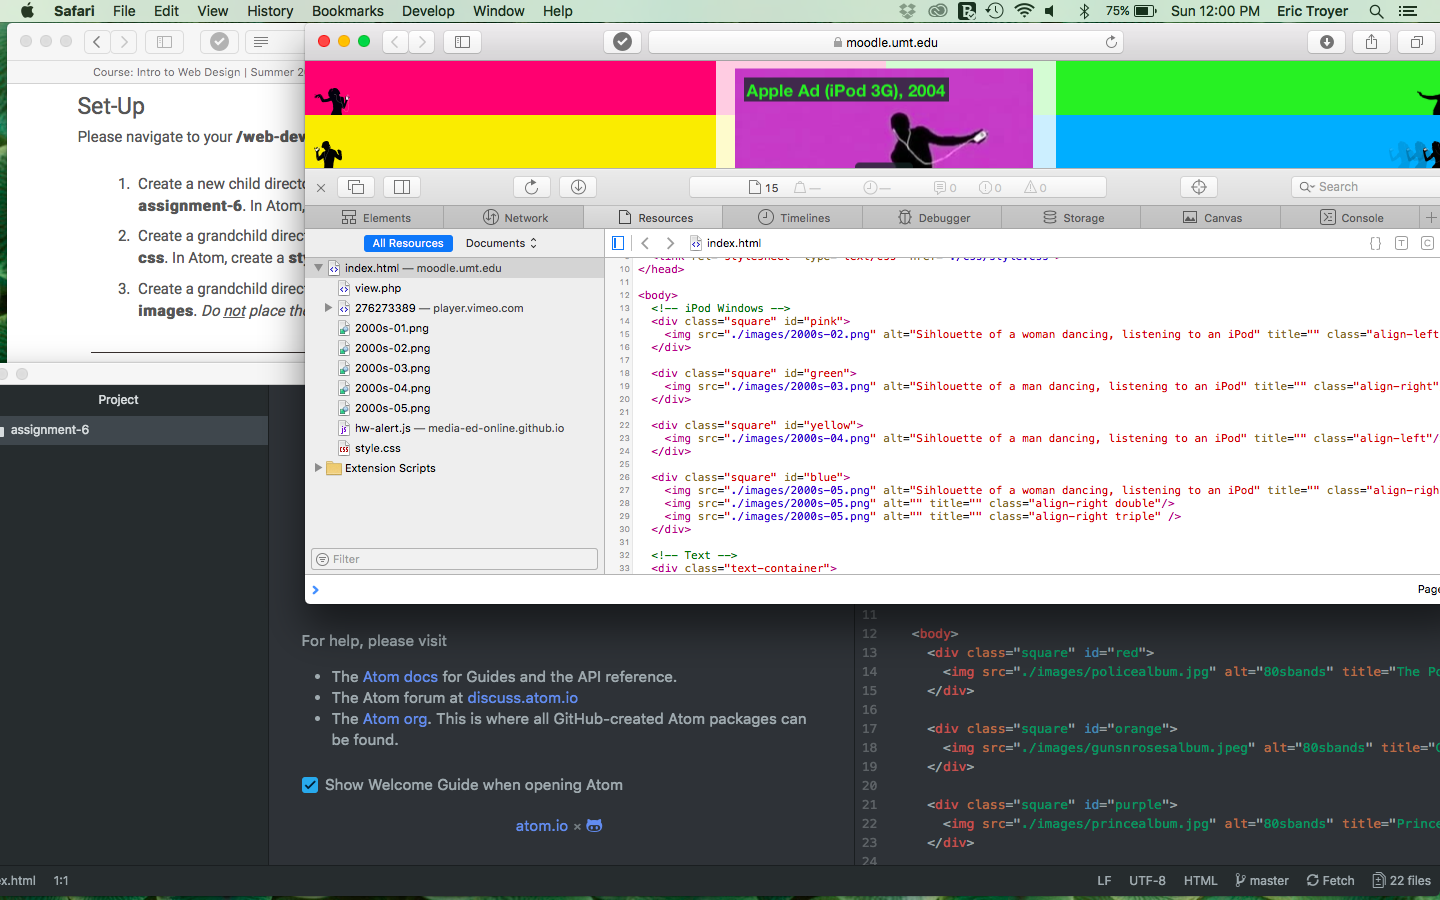 Safari File Edit View History Bookmarks Develop Window Help 75% Sun 12:00 PM Eric Troyer
Course: Intro to Web Design | Summer 2
Set-Up
Please navigate to your /web-dev
1. Create a new child direct
assignment-6. In Atom,
2. Create a grandchild direc
css. In Atom, create a sty
3. Create a grandchild direc
images. Do not place the
moodle.umt.edu
Apple Ad (iPod 3G), 2004
15 — — 0 0 0 Search
Elements Network Resources Timelines Debugger Storage Canvas Console
All Resources Documents index.html
index.html — moodle.umt.edu
view.php
276273389 — player.vimeo.com
2000s-01.png
2000s-02.png
2000s-03.png
2000s-04.png
2000s-05.png
hw-alert.js — media-ed-online.github.io
style.css
Extension Scripts
Filter
10 </head>
11
12 <body>
13 <!-- iPod Windows -->
14 <div class="square" id="pink">
15 <img src="./images/2000s-02.png" alt="Sihlouette of a woman dancing, listening to an iPod" title="" class="align-left
16 </div>
17
18 <div class="square" id="green">
19 <img src="./images/2000s-03.png" alt="Sihlouette of a man dancing, listening to an iPod" title="" class="align-right"
20 </div>
21
22 <div class="square" id="yellow">
23 <img src="./images/2000s-04.png" alt="Sihlouette of a man dancing, listening to an iPod" title="" class="align-left"/
24 </div>
25
26 <div class="square" id="blue">
27 <img src="./images/2000s-05.png" alt="Sihlouette of a woman dancing, listening to an iPod" title="" class="align-righ
28 <img src="./images/2000s-05.png" alt="" title="" class="align-right double"/>
29 <img src="./images/2000s-05.png" alt="" title="" class="align-right triple" />
30 </div>
31
32 <!-- Text -->
33 <div class="text-container">
Page
Project
assignment-6
For help, please visit
• The Atom docs for Guides and the API reference.
• The Atom forum at discuss.atom.io
• The Atom org. This is where all GitHub-created Atom packages can
be found.
Show Welcome Guide when opening Atom
atom.io ×
11
12 <body>
13 <div class="square" id="red">
14 <img src="./images/policealbum.jpg" alt="80sbands" title="The Po
15 </div>
16
17 <div class="square" id="orange">
18 <img src="./images/gunsnrosesalbum.jpeg" alt="80sbands" title="G
19 </div>
20
21 <div class="square" id="purple">
22 <img src="./images/princealbum.jpg" alt="80sbands" title="Prince
23 </div>
24
ex.html 1:1 LF UTF-8 HTML master Fetch 22 files